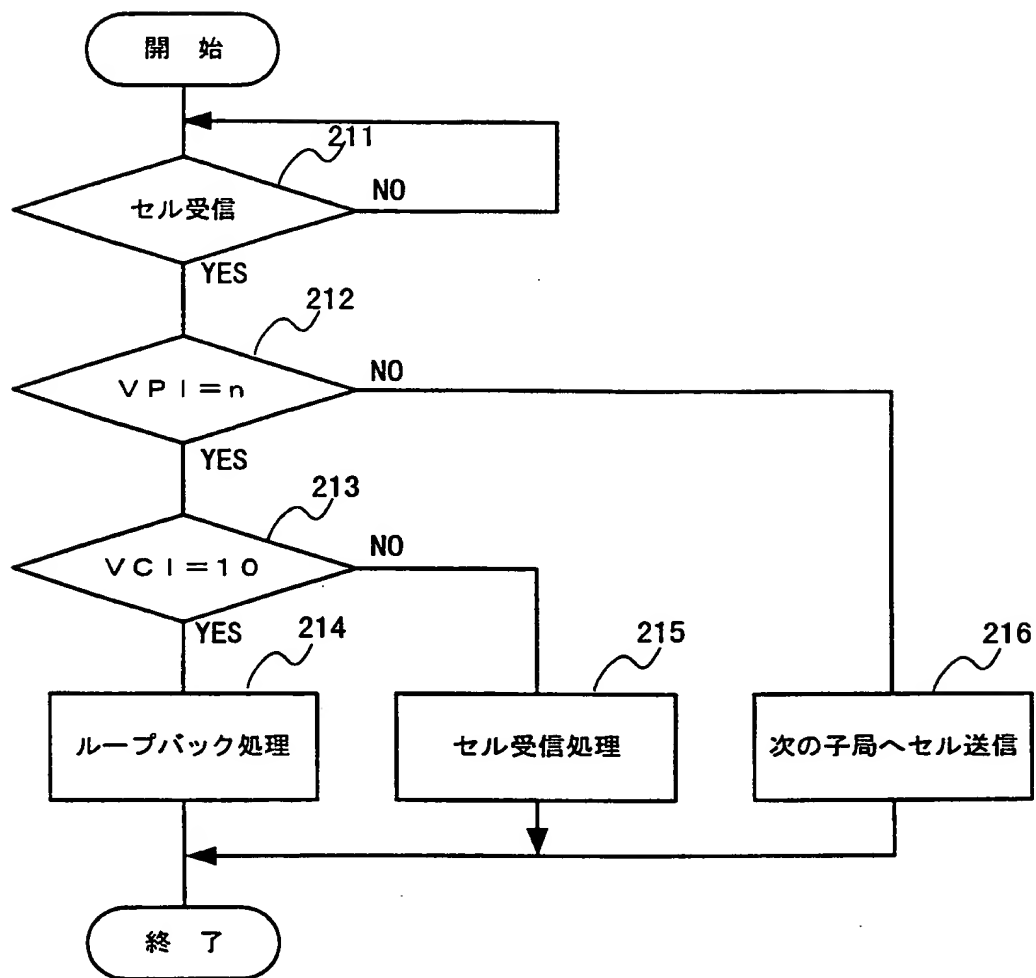 開 始
211
セル受信
NO
YES
212
ＶＰＩ＝ｎ
NO
YES
213
ＶＣＩ＝１０
NO
YES
214
215
216
ループバック処理
セル受信処理
次の子局へセル送信
終 了